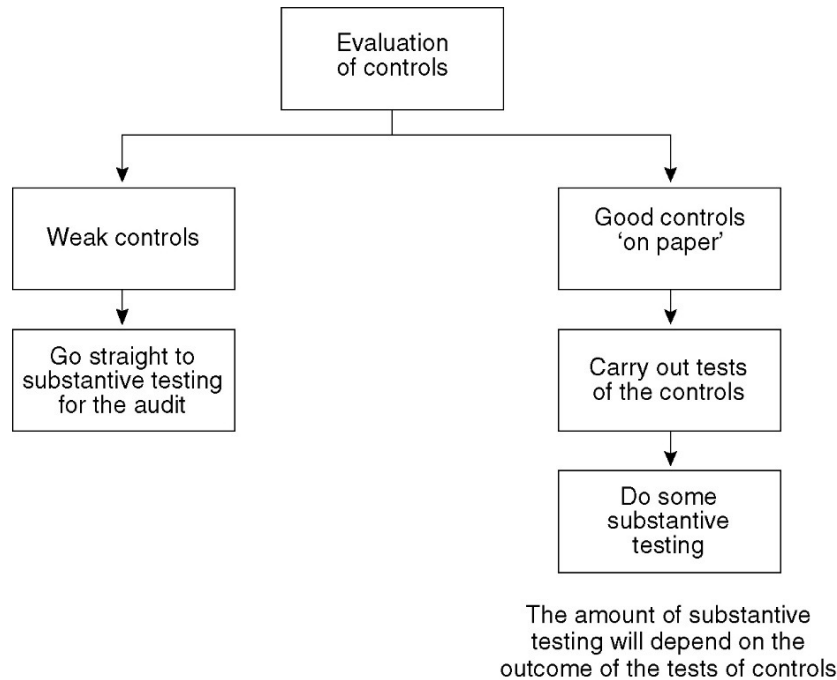 Evaluation
of controls
Weak controls
Good controls
‘on paper’
Go straight to
substantive testing
for the audit
Carry out tests
of the controls
Do some
substantive
testing
The amount of substantive
testing will depend on the
outcome of the tests of controls